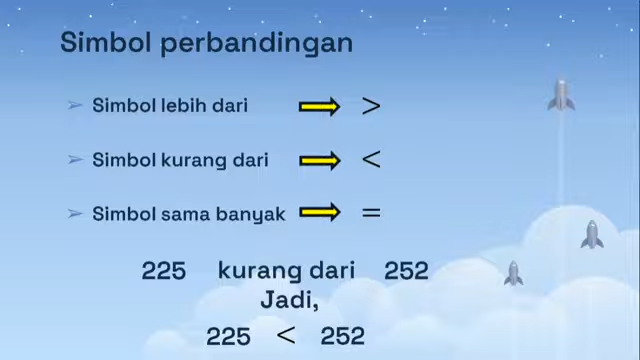 Simbol perbandingan
➢ Simbol lebih dari >
➢ Simbol kurang dari <
➢ Simbol sama banyak =
225 kurang dari 252
Jadi,
225 < 252